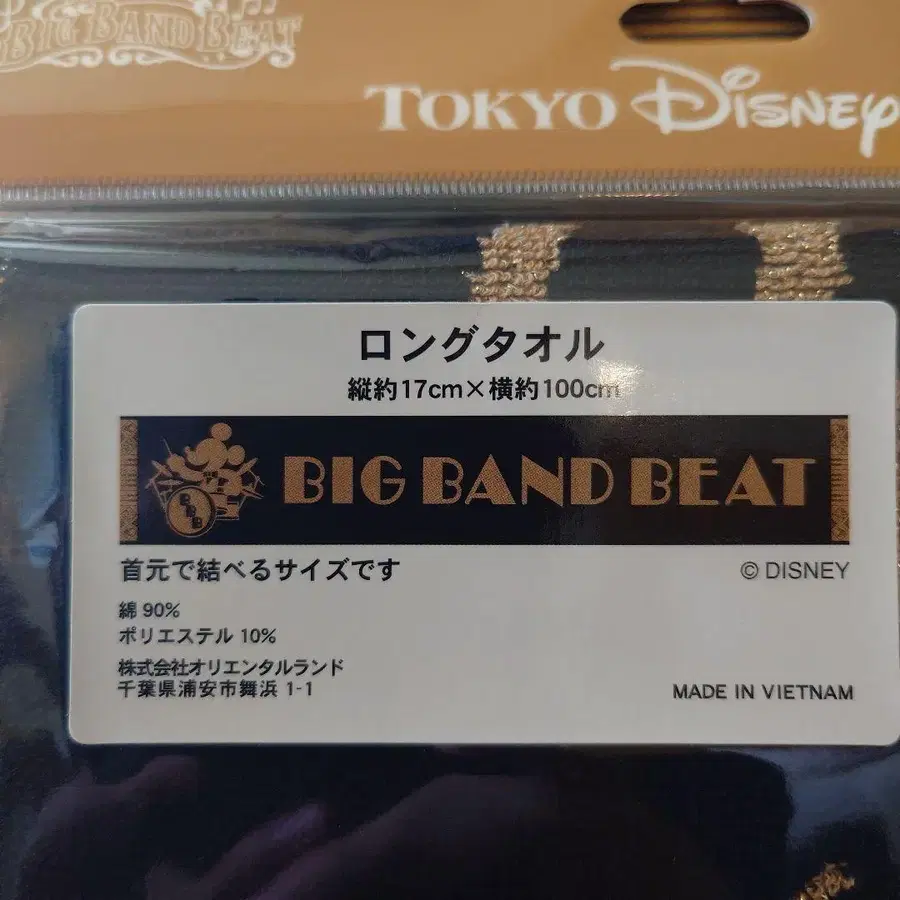 BIG BAND BEAT
TOKYO DISNEY
ロングタオル
縦約17cm×横約100cm
BIG BAND BEAT
BBB
首元で結べるサイズです
© DISNEY
綿 90%
ポリエステル 10%
株式会社オリエンタルランド
千葉県浦安市舞浜 1-1
MADE IN VIETNAM